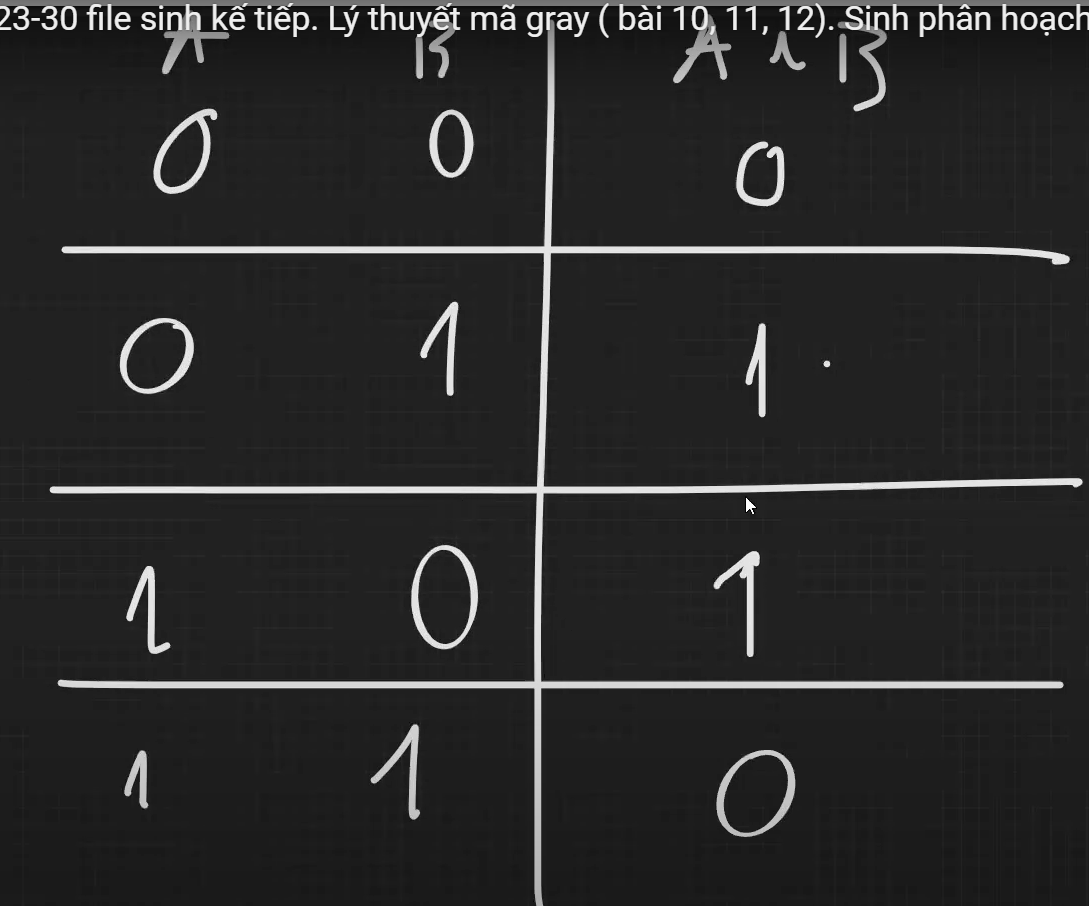 23-30 file sinh kế tiếp. Lý thuyết mã gray ( bài 10, 11, 12). Sinh phân hoạch
A B A ^ B
0 0 0
0 1 1
1 0 1
1 1 0